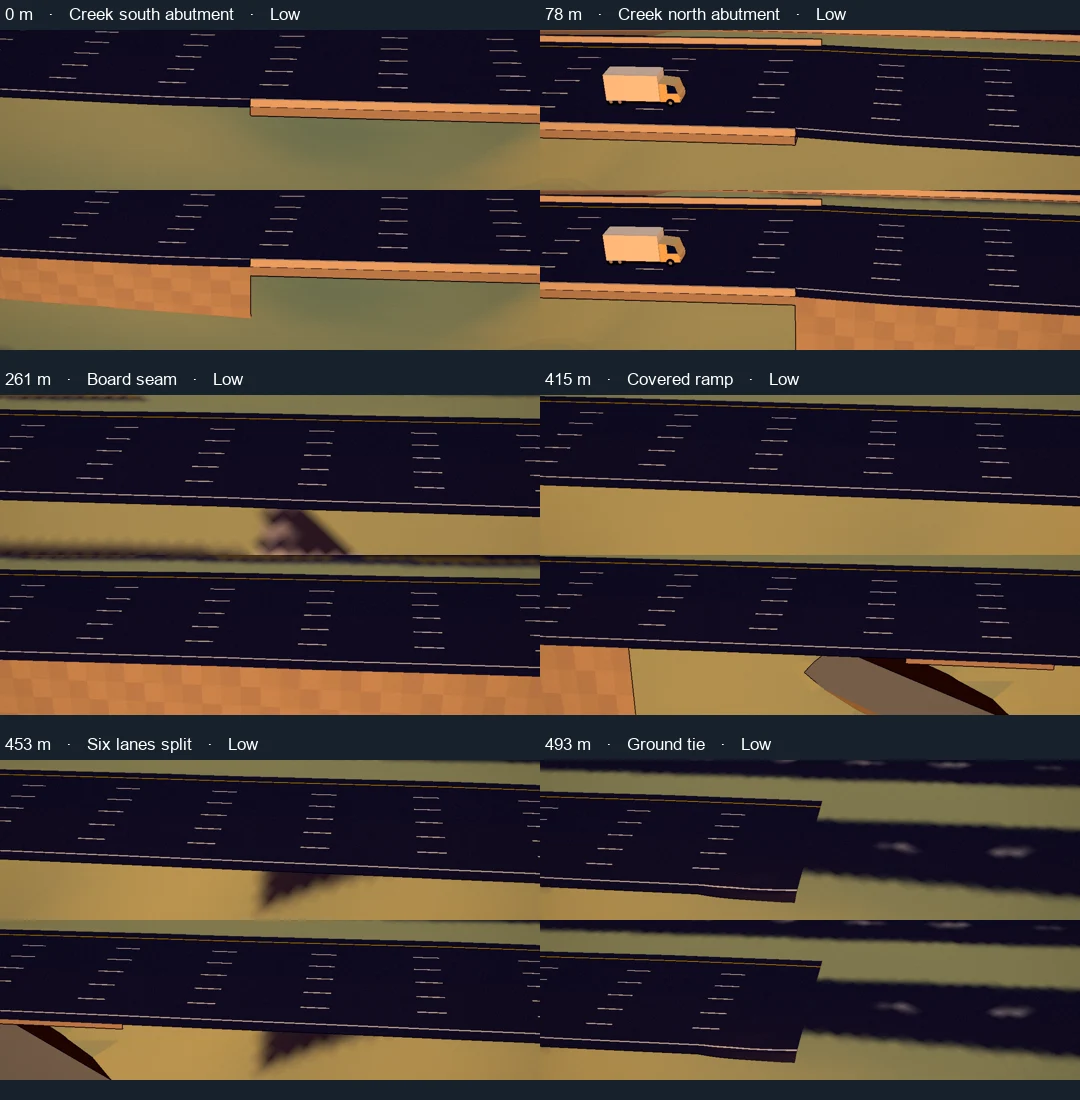 0 m · Creek south abutment · Low
78 m · Creek north abutment · Low
261 m · Board seam · Low
415 m · Covered ramp · Low
453 m · Six lanes split · Low
493 m · Ground tie · Low